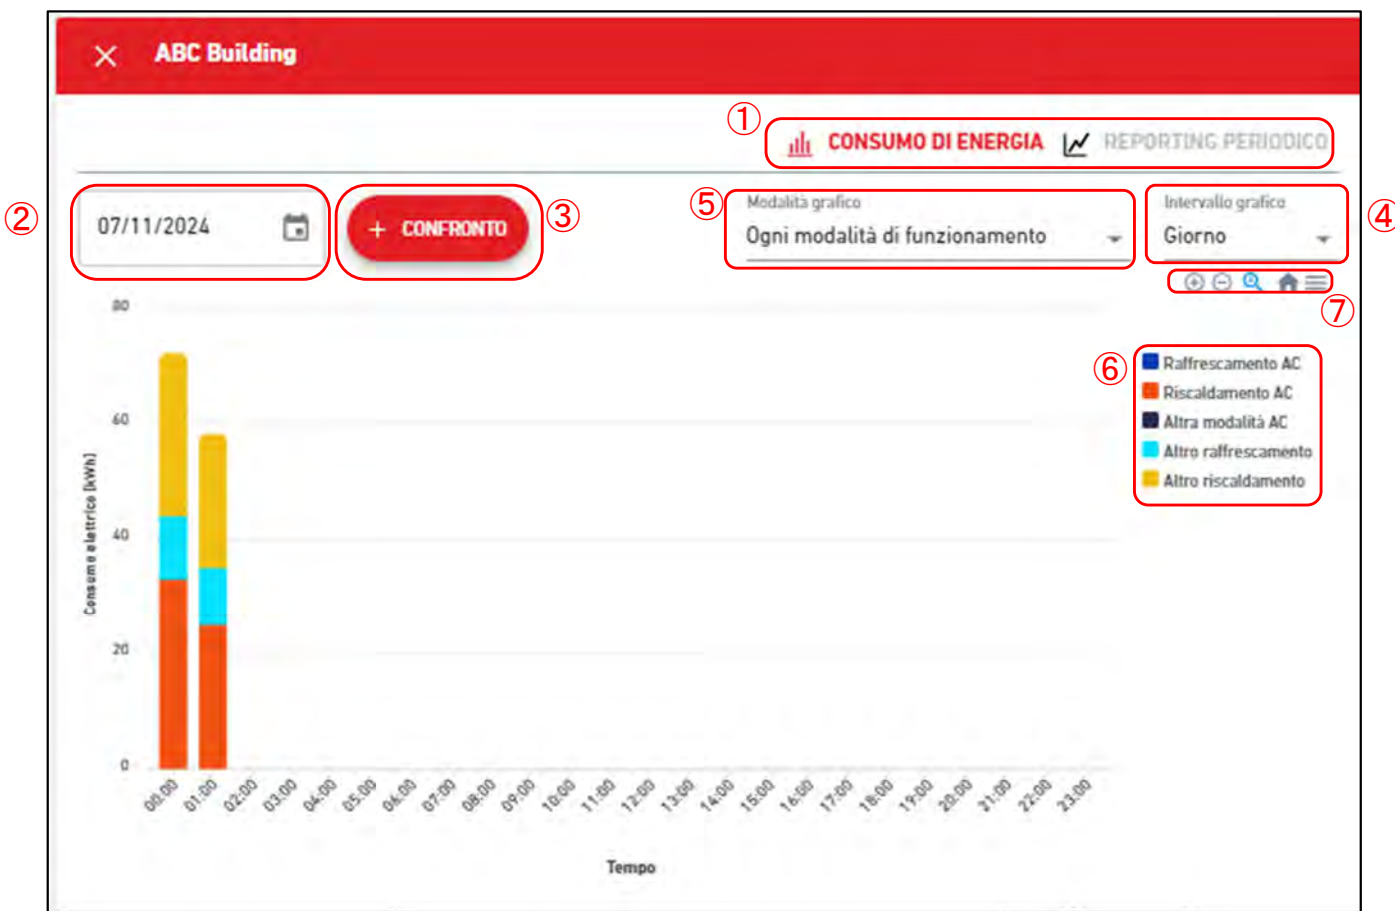 ABC Building
①
CONSUMO DI ENERGIA
REPORTING PERIODICO
②
07/11/2024
+ CONFRONTO
③
⑤
Modalità grafico
Ogni modalità di funzionamento
Intervallo grafico
Giorno
④
⑦
⑥
Raffrescamento AC
Riscaldamento AC
Altra modalità AC
Altro raffrescamento
Altro riscaldamento
Consumo elettrico [kWh]
80
60
40
20
0
00:00 01:00 02:00 03:00 04:00 05:00 06:00 07:00 08:00 09:00 10:00 11:00 12:00 13:00 14:00 15:00 16:00 17:00 18:00 19:00 20:00 21:00 22:00 23:00
Tempo